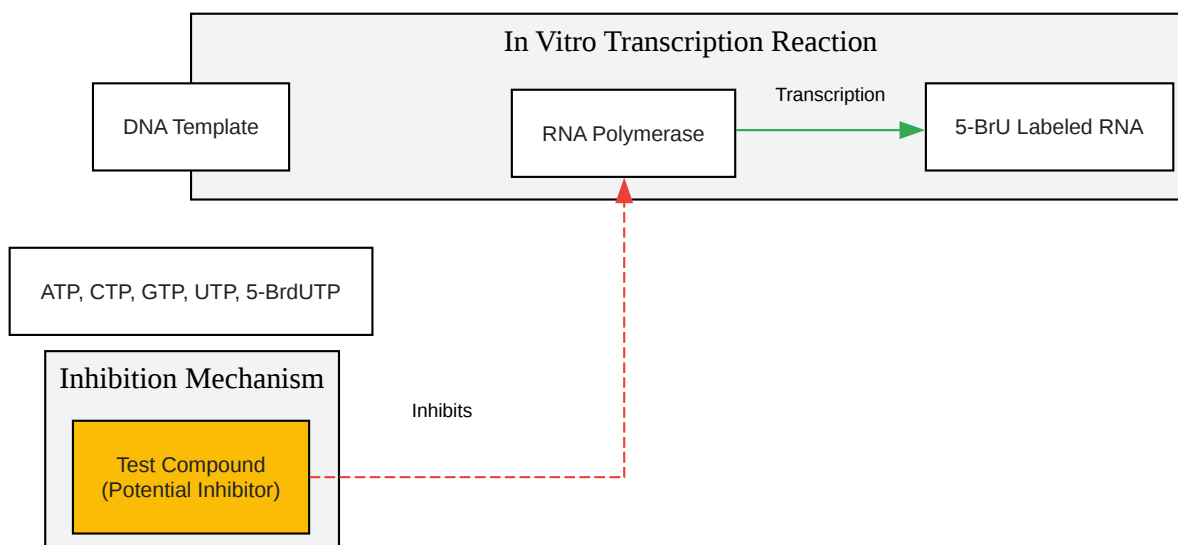 In Vitro Transcription Reaction
Transcription
DNA Template
RNA Polymerase
5-BrU Labeled RNA
ATP, CTP, GTP, UTP, 5-BrdUTP
Inhibition Mechanism
Inhibits
Test Compound
(Potential Inhibitor)